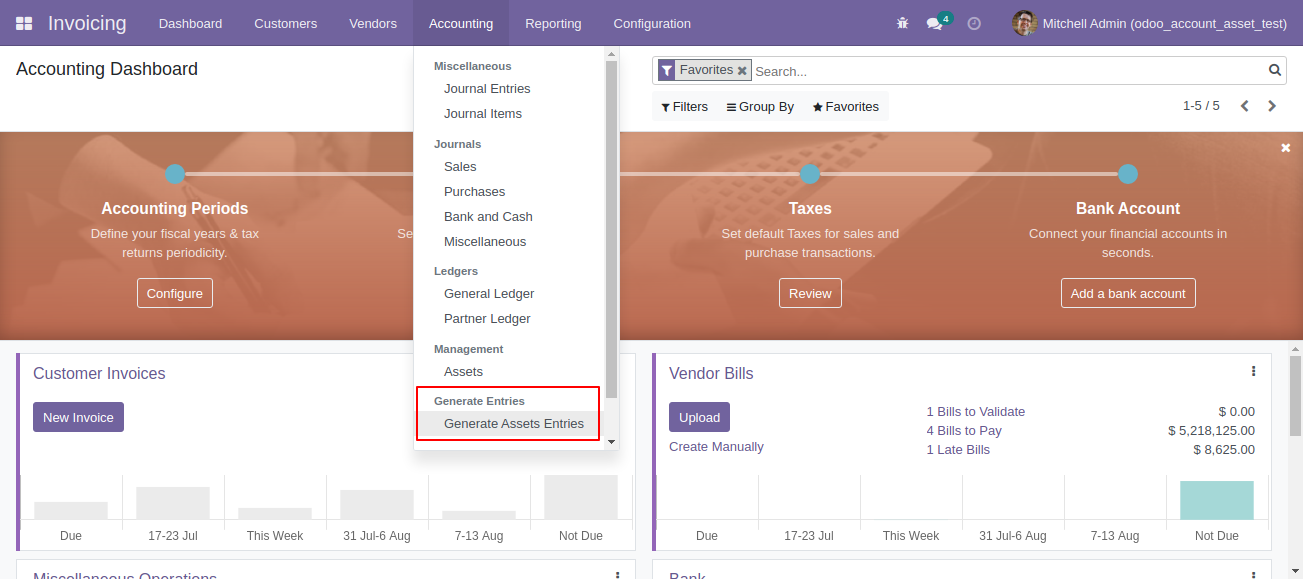 Invoicing
Dashboard
Customers
Vendors
Accounting
Reporting
Configuration
4
Mitchell Admin (odoo_account_asset_test)
Accounting Dashboard
Favorites
Search...
Filters
Group By
Favorites
1-5 / 5
Miscellaneous
Journal Entries
Journal Items
Journals
Sales
Purchases
Bank and Cash
Miscellaneous
Ledgers
General Ledger
Partner Ledger
Management
Assets
Generate Entries
Generate Assets Entries
Accounting Periods
Define your fiscal years & tax
returns periodicity.
Configure
Se
Taxes
Set default Taxes for sales and
purchase transactions.
Review
Bank Account
Connect your financial accounts in
seconds.
Add a bank account
Customer Invoices
New Invoice
Due
17-23 Jul
This Week
31 Jul-6 Aug
7-13 Aug
Not Due
Vendor Bills
Upload
Create Manually
1 Bills to Validate $ 0.00
4 Bills to Pay $ 5,218,125.00
1 Late Bills $ 8,625.00
Due
17-23 Jul
This Week
31 Jul-6 Aug
7-13 Aug
Not Due
Miscellaneous Operations
Bank